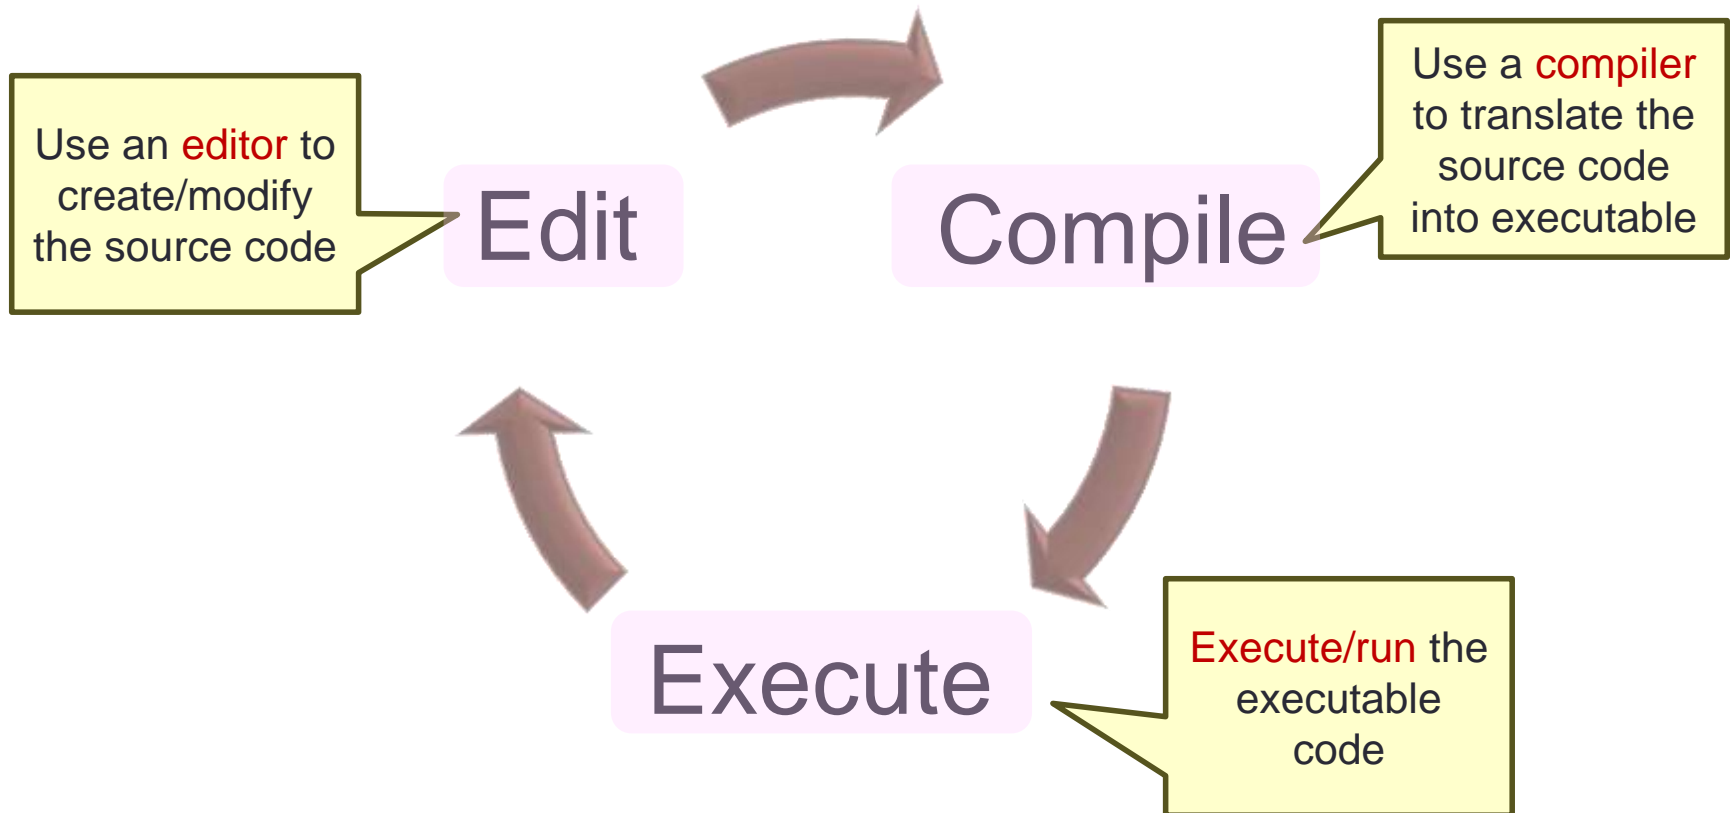 Use an editor to
create/modify
the source code
Edit
Compile
Use a compiler
to translate the
source code
into executable
Execute
Execute/run the
executable
code